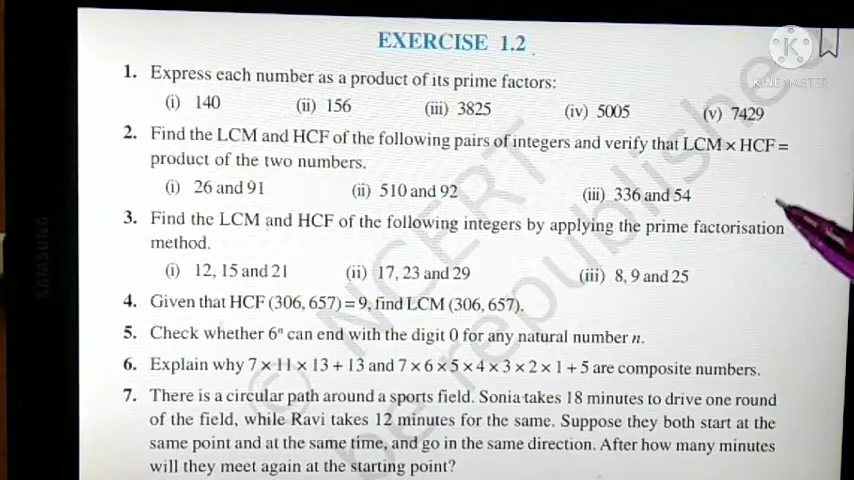 EXERCISE 1.2
K
KINEMASTER
1. Express each number as a product of its prime factors:
(i) 140 (ii) 156 (iii) 3825 (iv) 5005 (v) 7429
2. Find the LCM and HCF of the following pairs of integers and verify that LCM × HCF =
product of the two numbers.
(i) 26 and 91 (ii) 510 and 92 (iii) 336 and 54
3. Find the LCM and HCF of the following integers by applying the prime factorisation
method.
(i) 12, 15 and 21 (ii) 17, 23 and 29 (iii) 8, 9 and 25
4. Given that HCF (306, 657) = 9, find LCM (306, 657).
5. Check whether 6ⁿ can end with the digit 0 for any natural number n.
6. Explain why 7 × 11 × 13 + 13 and 7 × 6 × 5 × 4 × 3 × 2 × 1 + 5 are composite numbers.
7. There is a circular path around a sports field. Sonia takes 18 minutes to drive one round
of the field, while Ravi takes 12 minutes for the same. Suppose they both start at the
same point and at the same time, and go in the same direction. After how many minutes
will they meet again at the starting point?
© NCERT
be republished
SAMSUNG